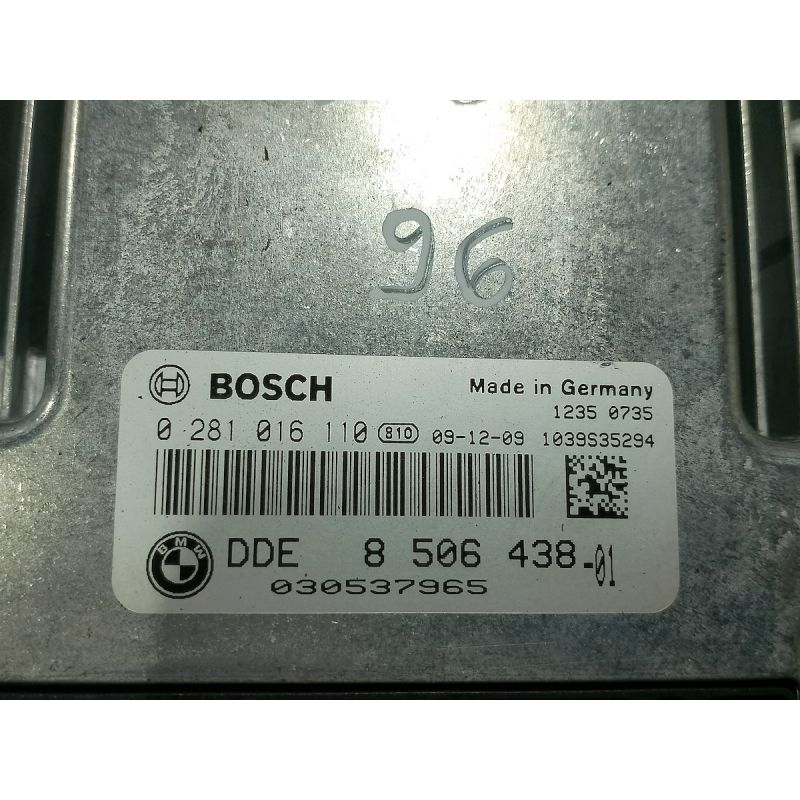 96
BOSCH
Made in Germany
1235 0735
0 281 016 110 810 09-12-09 1039S35294
BMW
DDE 8 506 438-01
030537965